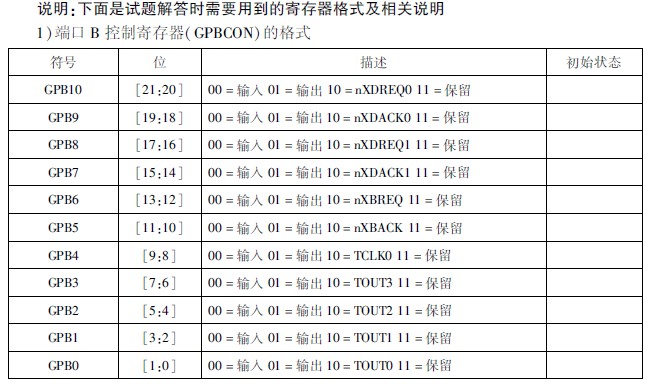 说明:下面是试题解答时需要用到的寄存器格式及相关说明
1)端口 B 控制寄存器(GPBCON)的格式
符号 位 描述 初始状态
GPB10 [21:20] 00=输入 01=输出 10=nXDREQ0 11=保留
GPB9 [19:18] 00=输入 01=输出 10=nXDACK0 11=保留
GPB8 [17:16] 00=输入 01=输出 10=nXDREQ1 11=保留
GPB7 [15:14] 00=输入 01=输出 10=nXDACK1 11=保留
GPB6 [13:12] 00=输入 01=输出 10=nXBREQ 11=保留
GPB5 [11:10] 00=输入 01=输出 10=nXBACK 11=保留
GPB4 [9:8] 00=输入 01=输出 10=TCLK0 11=保留
GPB3 [7:6] 00=输入 01=输出 10=TOUT3 11=保留
GPB2 [5:4] 00=输入 01=输出 10=TOUT2 11=保留
GPB1 [3:2] 00=输入 01=输出 10=TOUT1 11=保留
GPB0 [1:0] 00=输入 01=输出 10=TOUT0 11=保留